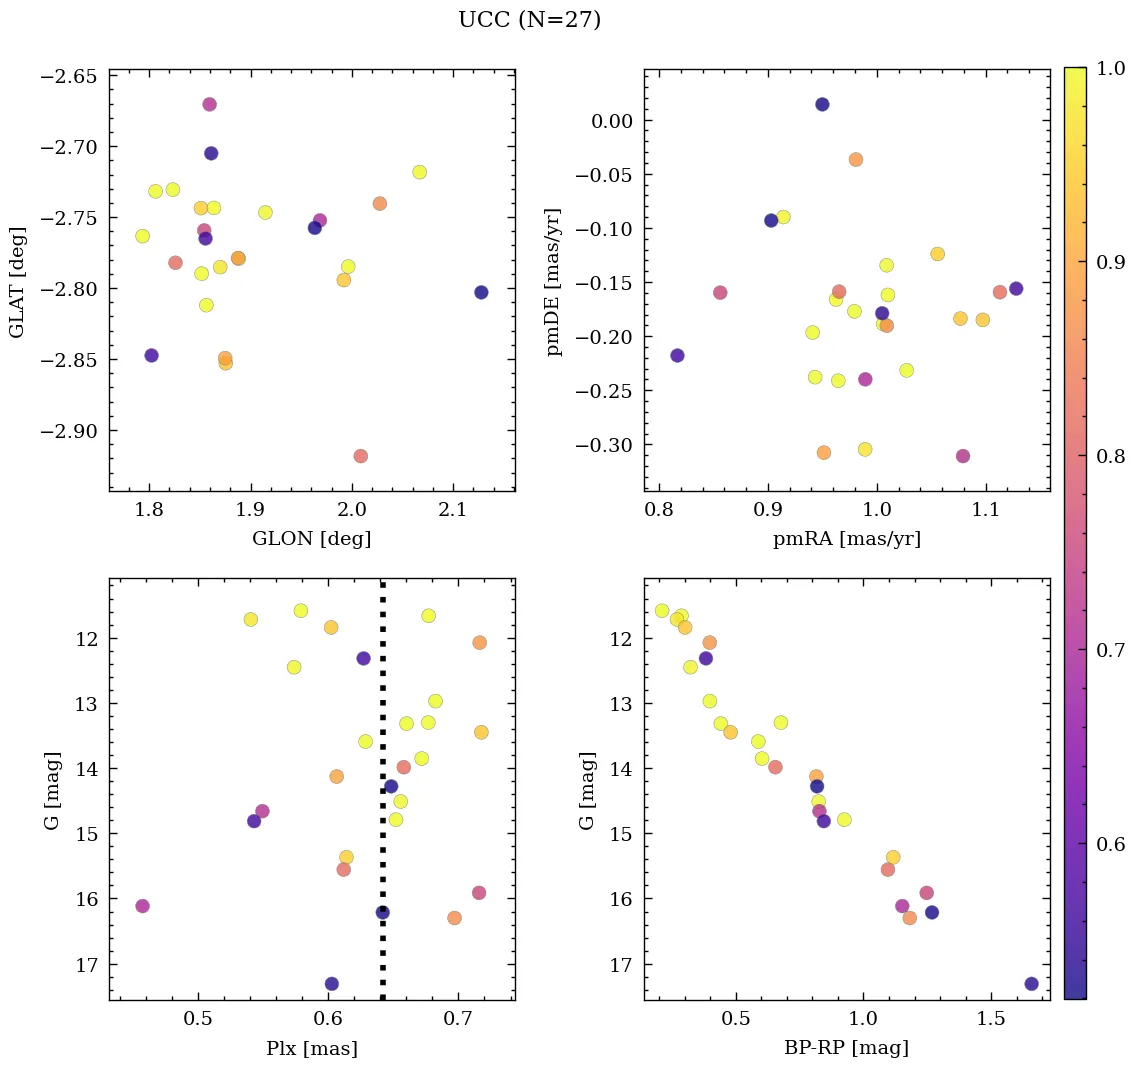 UCC (N=27)
−2.65
−2.70
−2.75
−2.80
−2.85
−2.90
GLAT [deg]
1.8 1.9 2.0 2.1
GLON [deg]
0.00
−0.05
−0.10
−0.15
−0.20
−0.25
−0.30
pmDE [mas/yr]
0.8 0.9 1.0 1.1
pmRA [mas/yr]
12
13
14
15
16
17
G [mag]
0.5 0.6 0.7
Plx [mas]
12
13
14
15
16
17
G [mag]
0.5 1.0 1.5
BP-RP [mag]
1.0
0.9
0.8
0.7
0.6